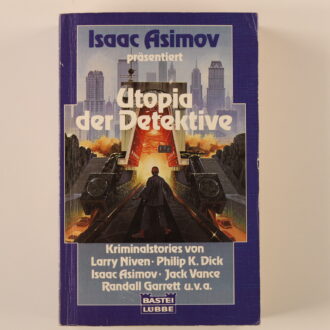 Isaac Asimov
präsentiert
Utopia
der Detektive
Kriminalstories von
Larry Niven · Philip K. Dick
Isaac Asimov · Jack Vance
Randall Garrett u.v.a.
BASTEI
LÜBBE